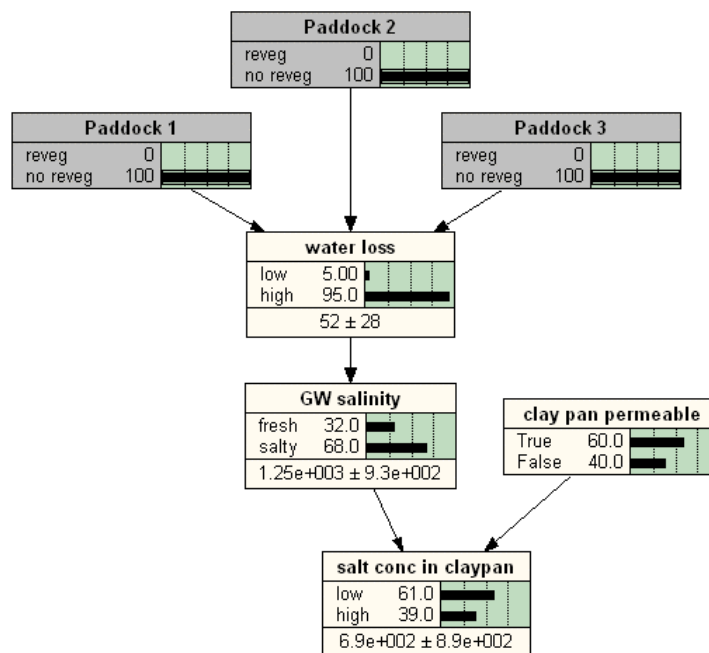 Paddock 2
reveg 0
no reveg 100
Paddock 1
reveg 0
no reveg 100
Paddock 3
reveg 0
no reveg 100
water loss
low 5.00
high 95.0
52 ± 28
GW salinity
fresh 32.0
salty 68.0
1.25e+003 ± 9.3e+002
clay pan permeable
True 60.0
False 40.0
salt conc in claypan
low 61.0
high 39.0
6.9e+002 ± 8.9e+002